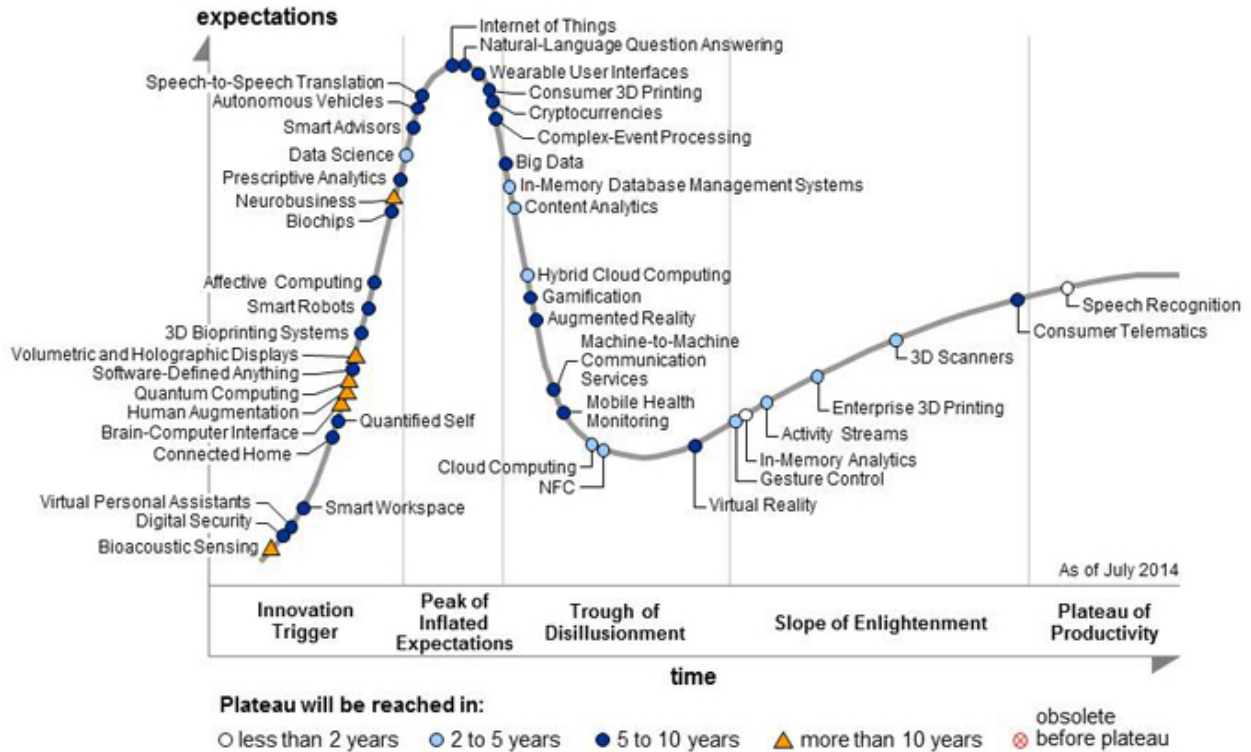 expectations
Internet of Things
Natural-Language Question Answering
Wearable User Interfaces
Consumer 3D Printing
Cryptocurrencies
Complex-Event Processing
Speech-to-Speech Translation
Autonomous Vehicles
Smart Advisors
Data Science
Prescriptive Analytics
Neurobusiness
Biochips
Big Data
In-Memory Database Management Systems
Content Analytics
Affective Computing
Smart Robots
3D Bioprinting Systems
Volumetric and Holographic Displays
Software-Defined Anything
Quantum Computing
Human Augmentation
Brain-Computer Interface
Quantified Self
Connected Home
Virtual Personal Assistants
Digital Security
Bioacoustic Sensing
Smart Workspace
Hybrid Cloud Computing
Gamification
Augmented Reality
Machine-to-Machine
Communication
Services
Mobile Health
Monitoring
Cloud Computing
NFC
Virtual Reality
Gesture Control
In-Memory Analytics
Activity Streams
Enterprise 3D Printing
3D Scanners
Consumer Telematics
Speech Recognition
As of July 2014
Innovation
Trigger
Peak of
Inflated
Expectations
Trough of
Disillusionment
Slope of Enlightenment
Plateau of
Productivity
time
Plateau will be reached in:
less than 2 years
2 to 5 years
5 to 10 years
more than 10 years
obsolete
before plateau